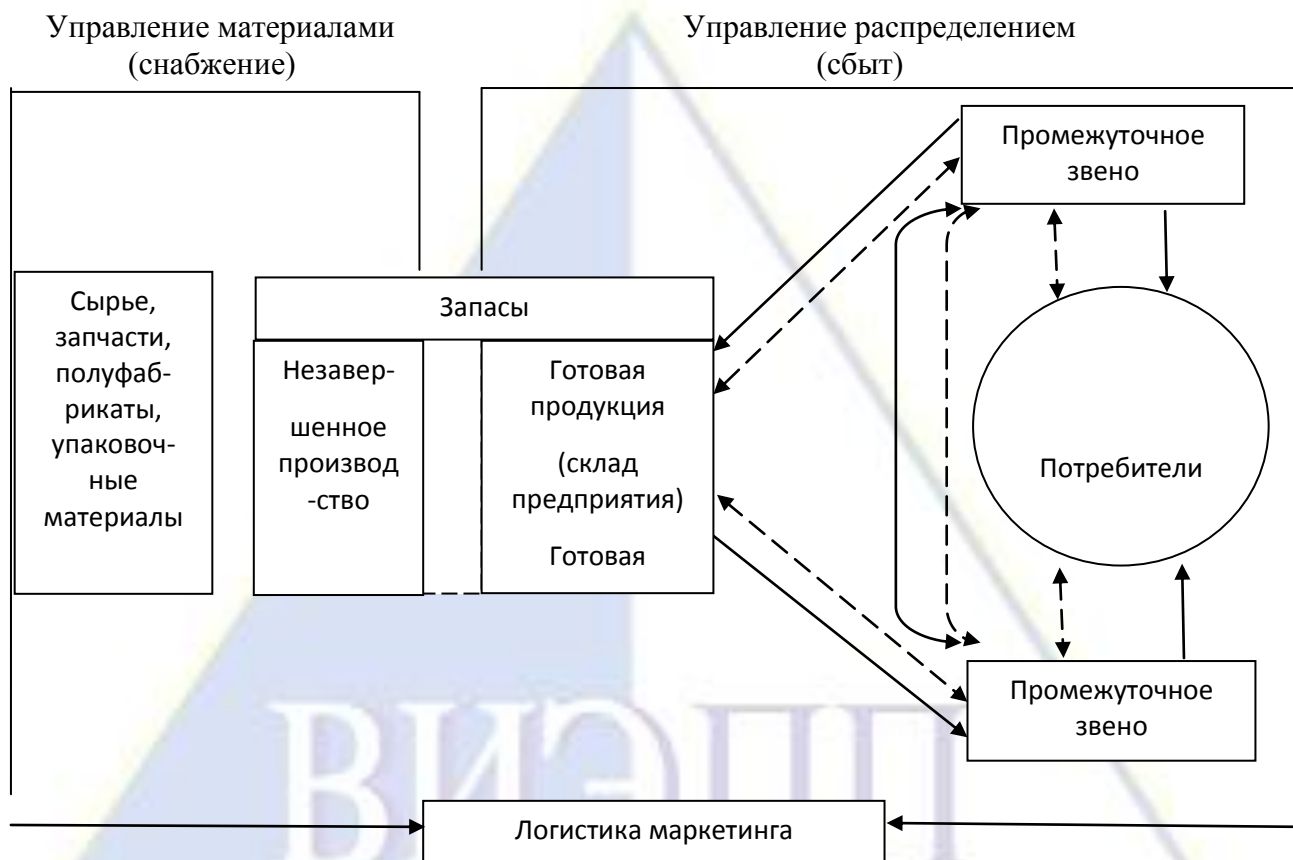 Управление материалами
(снабжение)
Управление распределением
(сбыт)
Промежуточное
звено
Сырье,
запчасти,
полуфаб-
рикаты,
упаковоч-
ные
материалы
Запасы
Незавер-
шенное
производ
-ство
Готовая
продукция
(склад
предприятия)
Готовая
Потребители
Промежуточное
звено
ВИЭПП
Логистика маркетинга